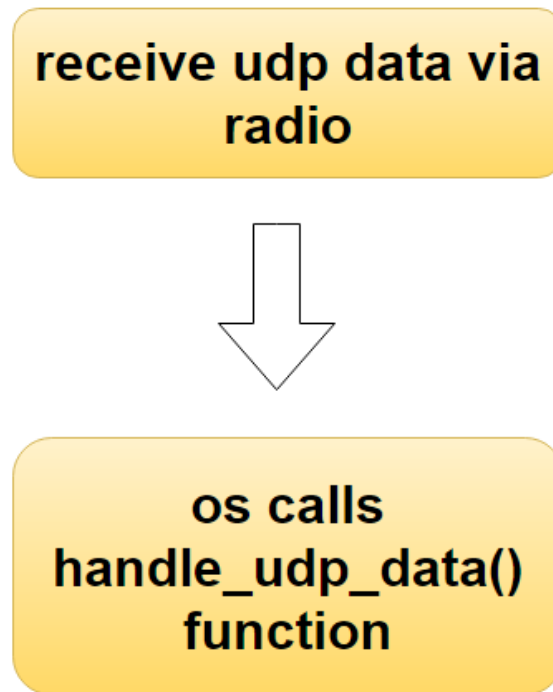 receive udp data via
radio
os calls
handle_udp_data()
function